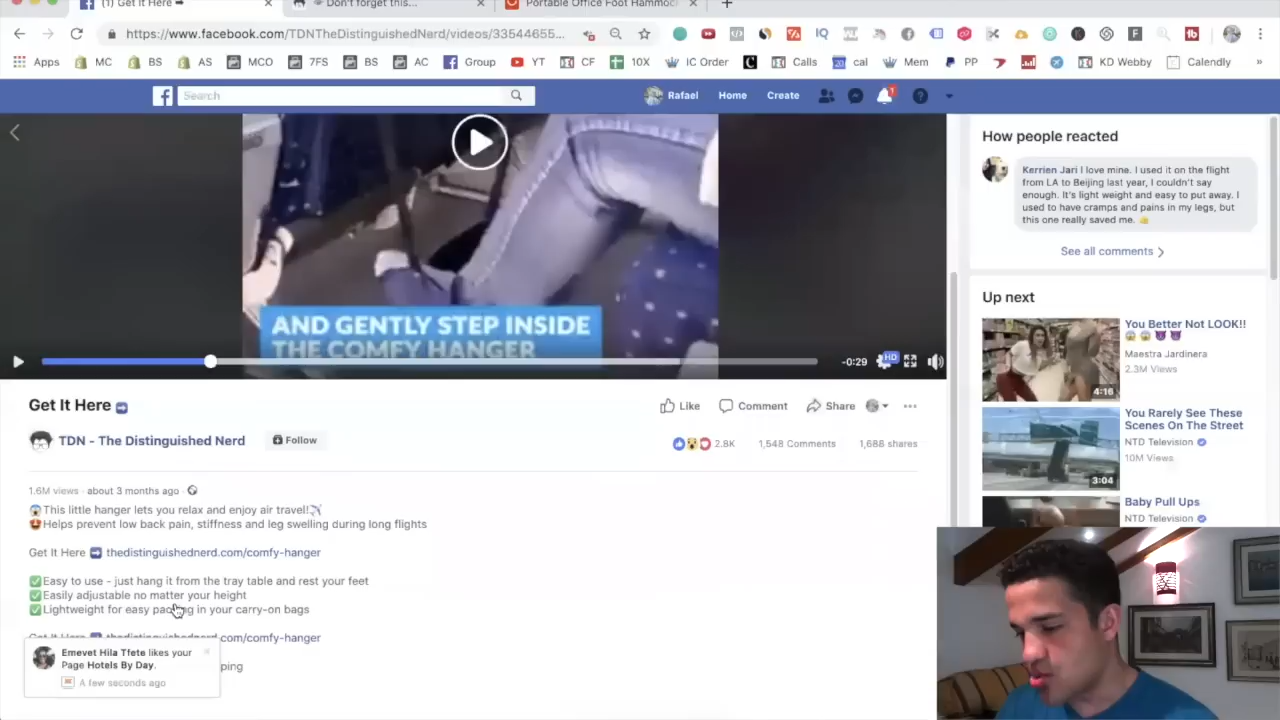 (1) Get It Here
Don't forget this...
Portable Office Foot Hammoc
https://www.facebook.com/TDNTheDistinguishedNerd/videos/33544655...
Apps
MC
BS
AS
MCO
7FS
BS
AC
Group
YT
CF
10X
IC Order
Calls
cal
Mem
PP
KD Webby
Calendly
»
Search
Rafael
Home
Create
1
AND GENTLY STEP INSIDE
THE COMFY HANGER
-0:29
HD
Get It Here ➡
Like
Comment
Share
TDN - The Distinguished Nerd
Follow
2.8K
1,548 Comments
1,688 shares
1.6M views · about 3 months ago ·
😱This little hanger lets you relax and enjoy air travel!✈
🤩Helps prevent low back pain, stiffness and leg swelling during long flights
Get It Here ➡ thedistinguishednerd.com/comfy-hanger
✅Easy to use - just hang it from the tray table and rest your feet
✅Easily adjustable no matter your height
✅Lightweight for easy packing in your carry-on bags
Get It Here ➡ thedistinguishednerd.com/comfy-hanger
ping
Emevet Hila Tfete likes your
Page Hotels By Day.
A few seconds ago
How people reacted
Kerrien Jari I love mine. I used it on the flight
from LA to Beijing last year, I couldn't say
enough. It's light weight and easy to put away. I
used to have cramps and pains in my legs, but
this one really saved me.
See all comments
Up next
You Better Not LOOK!!
😱😱😈😈
Maestra Jardinera
2.3M Views
4:16
You Rarely See These
Scenes On The Street
NTD Television
10M Views
3:04
Baby Pull Ups
NTD Television